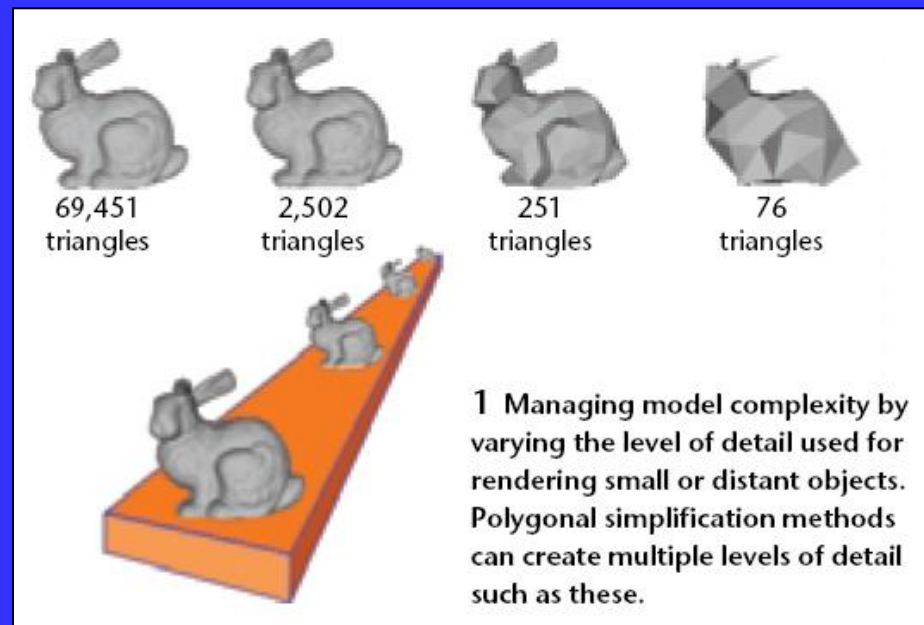 69,451
triangles
2,502
triangles
251
triangles
76
triangles
1 Managing model complexity by
varying the level of detail used for
rendering small or distant objects.
Polygonal simplification methods
can create multiple levels of detail
such as these.